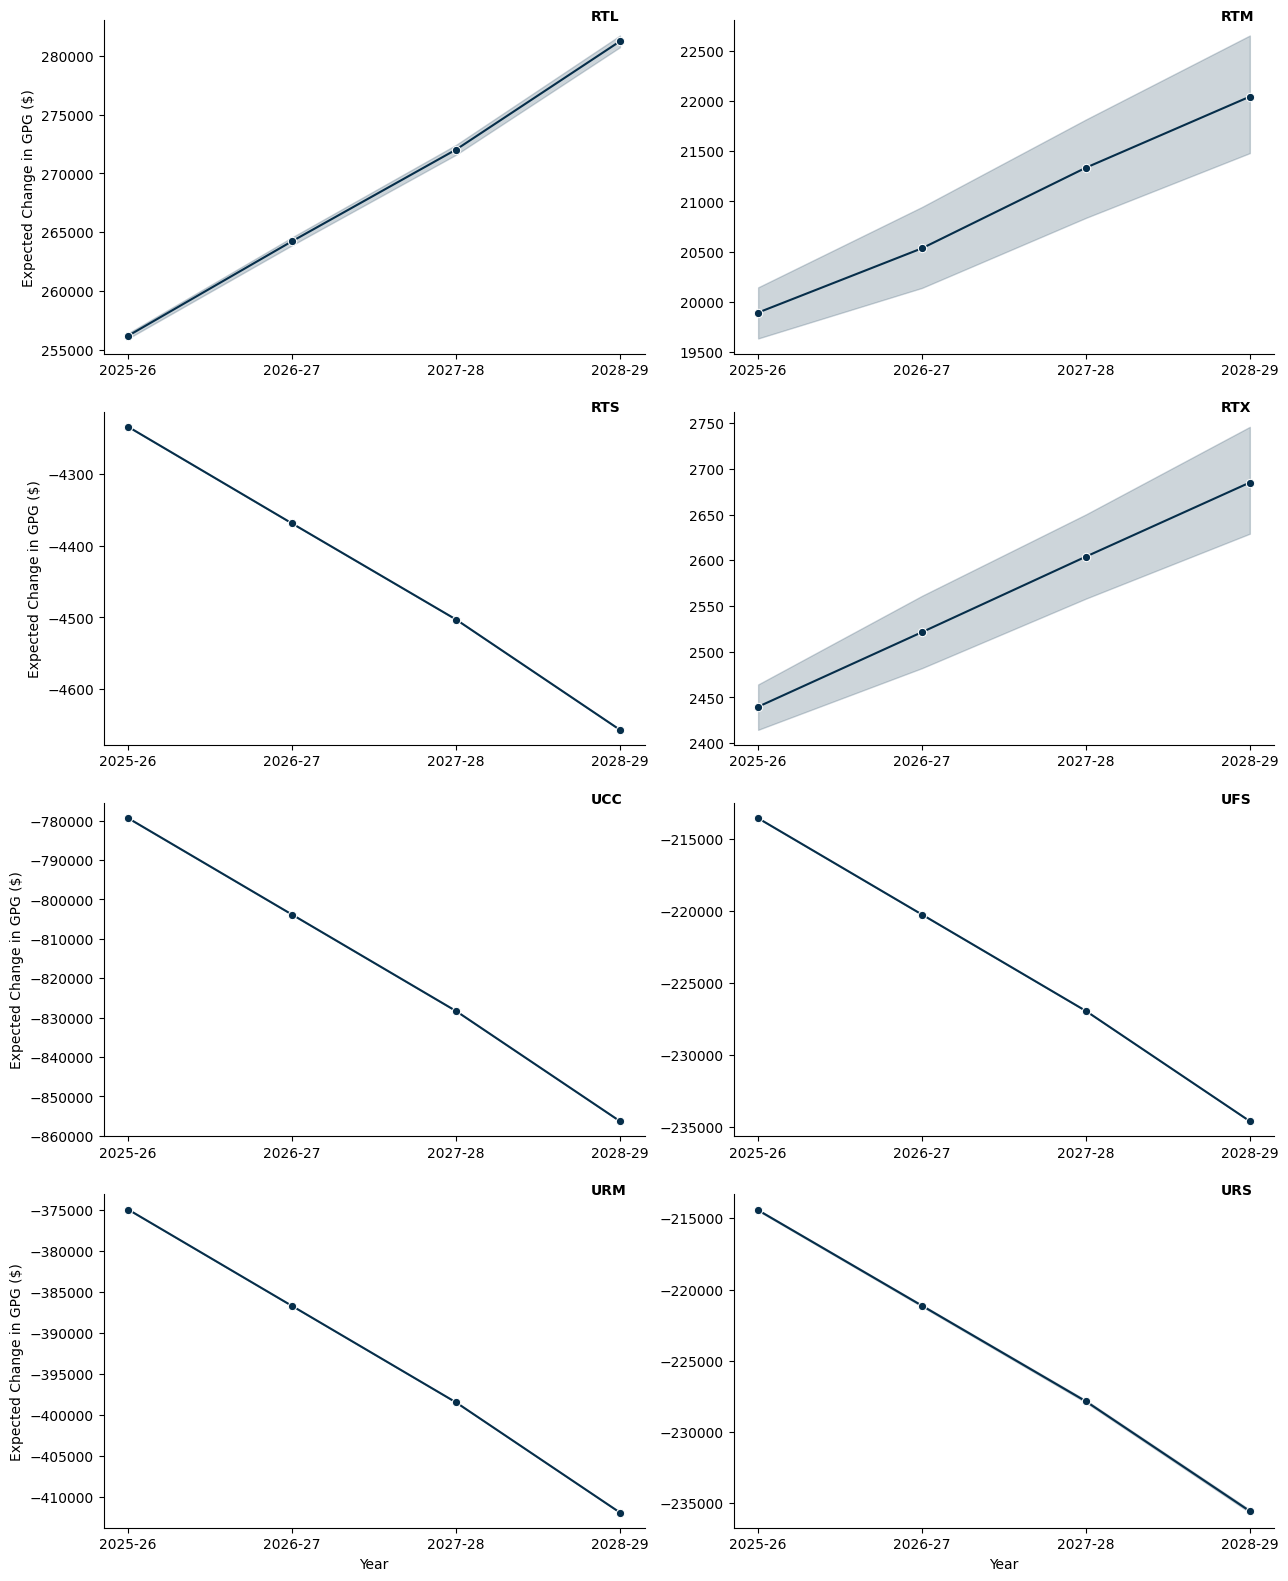 RTL
Expected Change in GPG ($)
280000
275000
270000
265000
260000
255000
2025-26 2026-27 2027-28 2028-29
RTM
22500
22000
21500
21000
20500
20000
19500
2025-26 2026-27 2027-28 2028-29
RTS
Expected Change in GPG ($)
−4300
−4400
−4500
−4600
2025-26 2026-27 2027-28 2028-29
RTX
2750
2700
2650
2600
2550
2500
2450
2400
2025-26 2026-27 2027-28 2028-29
UCC
Expected Change in GPG ($)
−780000
−790000
−800000
−810000
−820000
−830000
−840000
−850000
−860000
2025-26 2026-27 2027-28 2028-29
UFS
−215000
−220000
−225000
−230000
−235000
2025-26 2026-27 2027-28 2028-29
URM
Expected Change in GPG ($)
−375000
−380000
−385000
−390000
−395000
−400000
−405000
−410000
2025-26 2026-27 2027-28 2028-29
Year
URS
−215000
−220000
−225000
−230000
−235000
2025-26 2026-27 2027-28 2028-29
Year